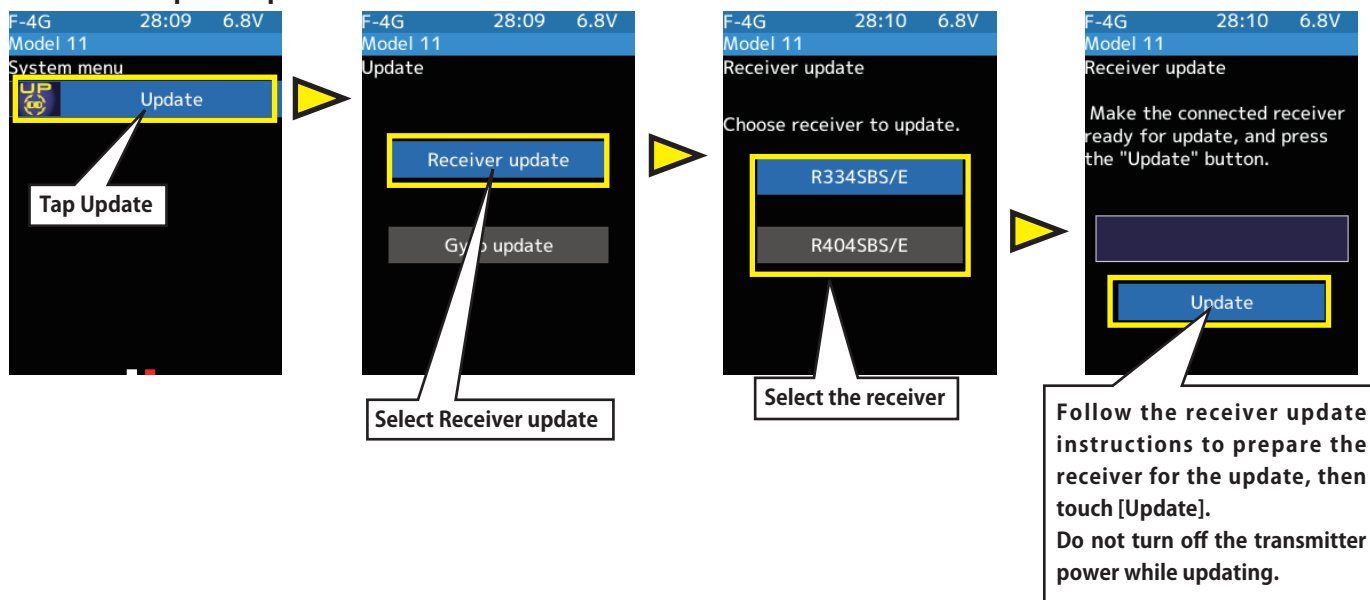 F-4G 28:09 6.8V
Model 11
System menu
UP
Update
Tap Update
F-4G 28:09 6.8V
Model 11
Update
Receiver update
update
Select Receiver update
F-4G 28:10 6.8V
Model 11
Receiver update
Choose receiver to update.
R334SBS/E
R404SBS/E
Select the receiver
F-4G 28:10 6.8V
Model 11
Receiver update
Make the connected receiver
ready for update, and press
the "Update" button.
Update
Follow the receiver update
instructions to prepare the
receiver for the update, then
touch [Update].
Do not turn off the transmitter
power while updating.